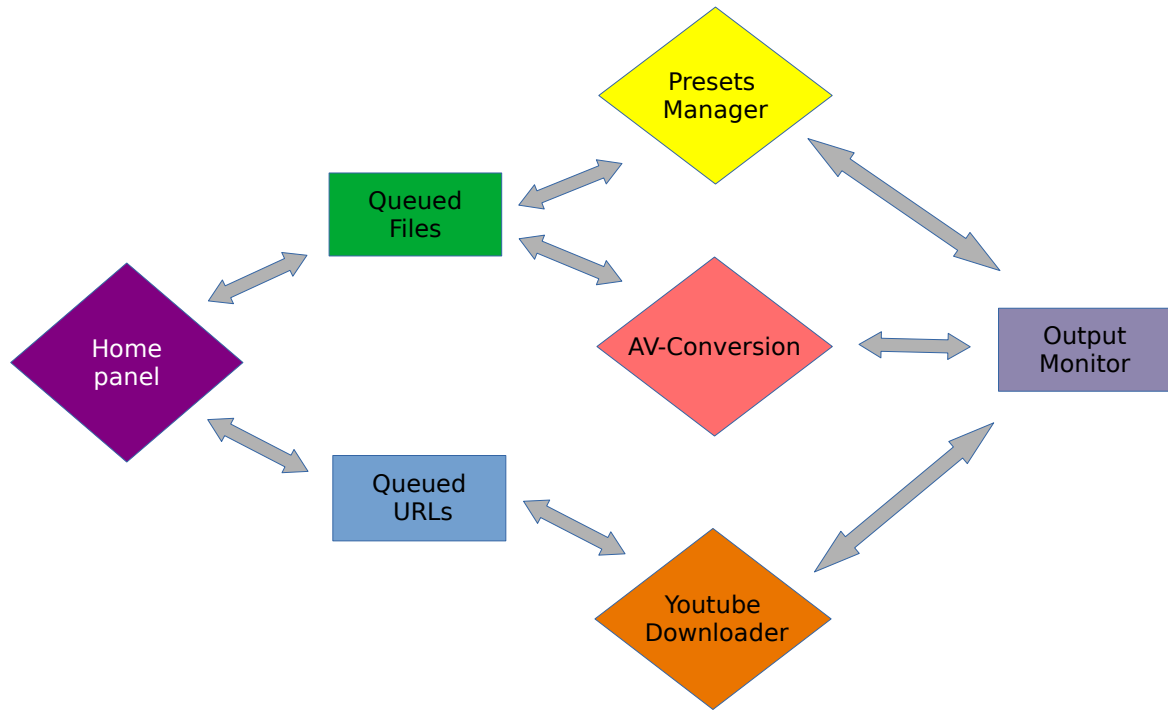 Presets
Manager
Queued
Files
Home
panel
AV-Conversion
Output
Monitor
Queued
URLs
Youtube
Downloader